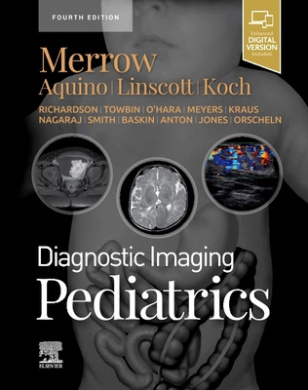 FOURTH EDITION
Enhanced
DIGITAL
VERSION
Included
Merrow
Aquino | Linscott | Koch
RICHARDSON | TOWBIN | O'HARA | MEYERS | KRAUS
NAGARAJ | SMITH | BASKIN | ANTON | JONES | ORSCHELN
Diagnostic Imaging
Pediatrics
ELSEVIER